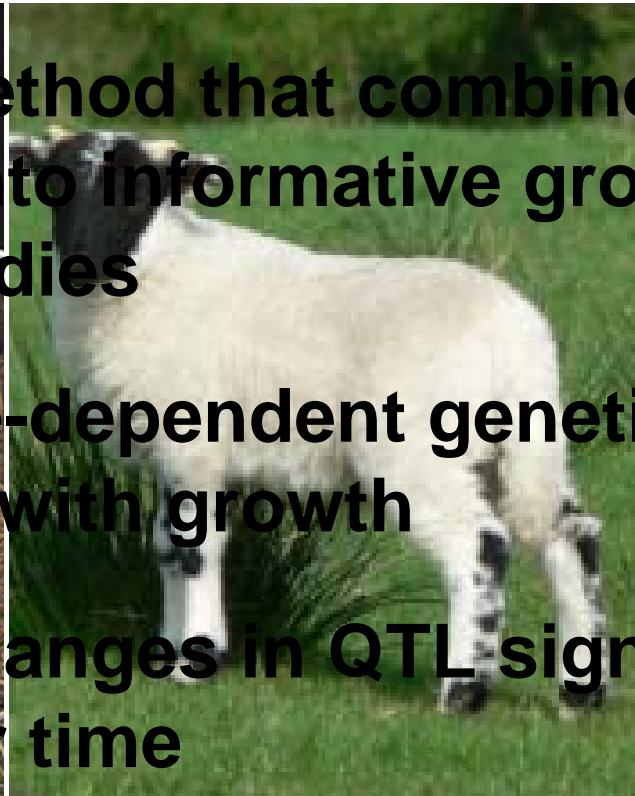 ethod that combine
to informative gro
dies
-dependent geneti
with growth
anges in QTL sign
r time